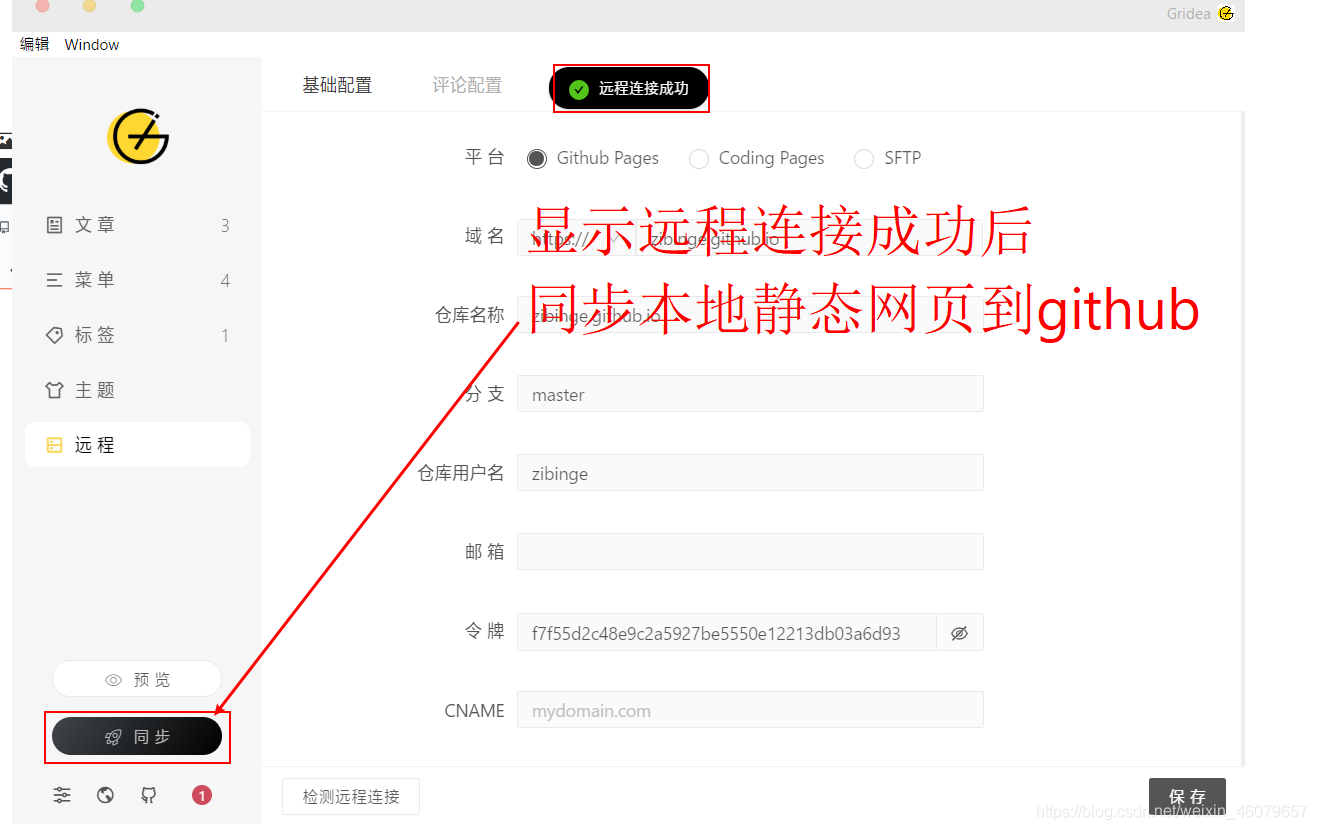 Gridea
编辑 Window
基础配置 评论配置 远程连接成功
平台 Github Pages Coding Pages SFTP
文章 3
域名 https:// zibinge.github.io
显示远程连接成功后
菜单 4
仓库名称 zibinge.github.io
同步本地静态网页到github
标签 1
主题
分支 master
远程
仓库用户名 zibinge
邮箱
令牌 f7f55d2c48e9c2a5927be5550e12213db03a6d93
预览
CNAME mydomain.com
同步
1
检测远程连接 保存
https://blog.csdn.net/weixin_46079657